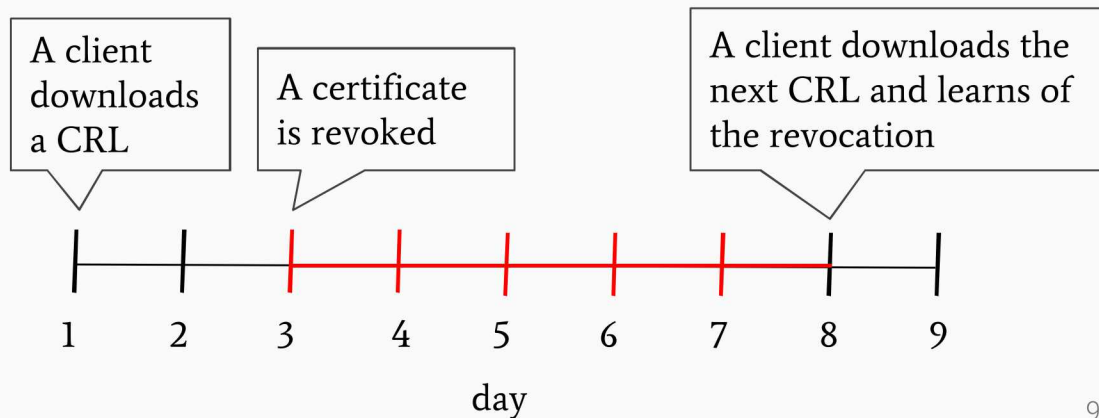 A client
downloads
a CRL
A certificate
is revoked
A client downloads the
next CRL and learns of
the revocation
1 2 3 4 5 6 7 8 9
day
9